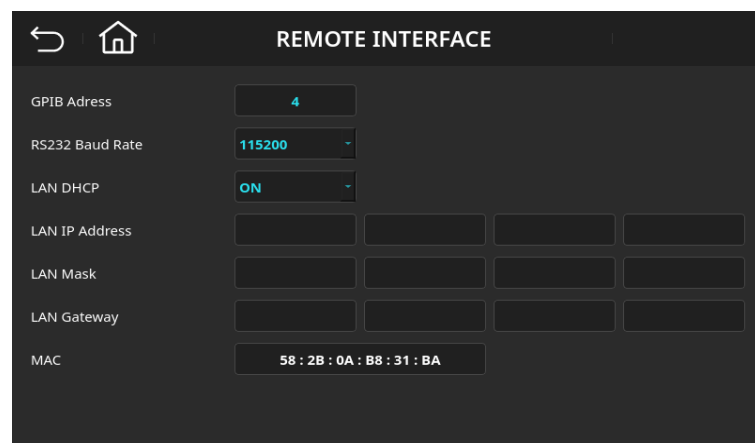 REMOTE INTERFACE
GPIB Adress 4
RS232 Baud Rate 115200
LAN DHCP ON
LAN IP Address
LAN Mask
LAN Gateway
MAC 58 : 2B : 0A : B8 : 31 : BA